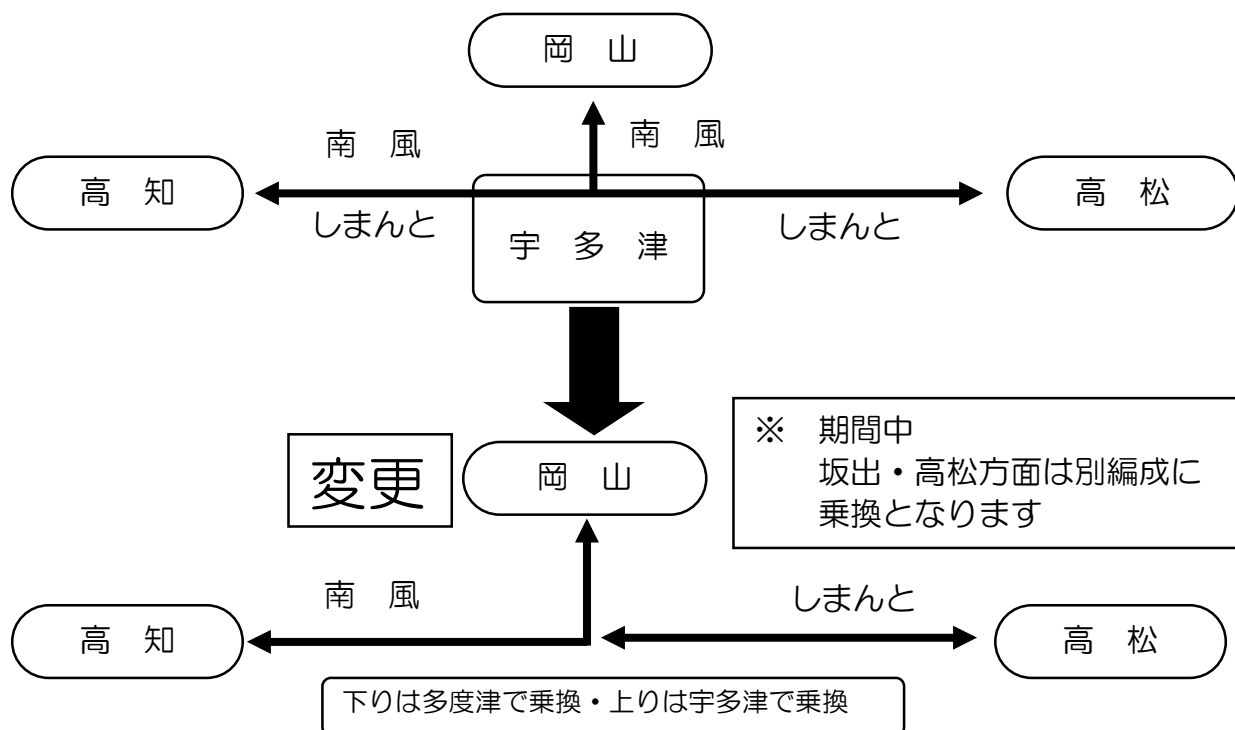 岡 山
南 風
南 風
高 知
高 松
しまんと
しまんと
宇 多 津
変更
岡 山
※ 期間中
坂出・高松方面は別編成に
乗換となります
南 風
しまんと
高 知
高 松
下りは多度津で乗換・上りは宇多津で乗換